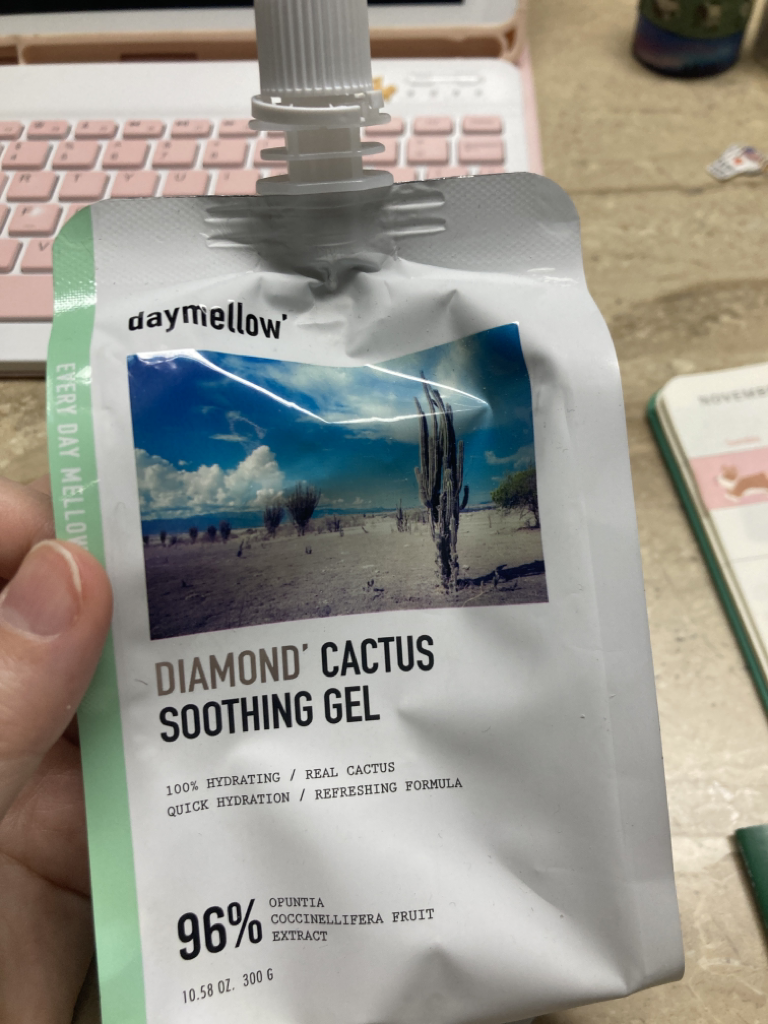 daymellow'
EVERY DAY MELLOW
DIAMOND' CACTUS
SOOTHING GEL
100% HYDRATING / REAL CACTUS
QUICK HYDRATION / REFRESHING FORMULA
96%
OPUNTIA
COCCINELLIFERA FRUIT
EXTRACT
10.58 OZ. 300 G